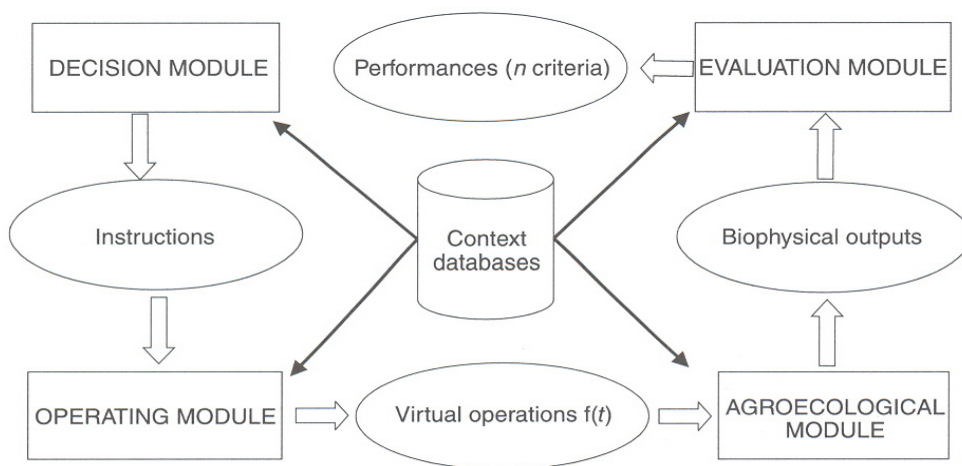 DECISION MODULE
Performances (n criteria)
EVALUATION MODULE
Instructions
Context
databases
Biophysical outputs
OPERATING MODULE
Virtual operations f(t)
AGROECOLOGICAL
MODULE